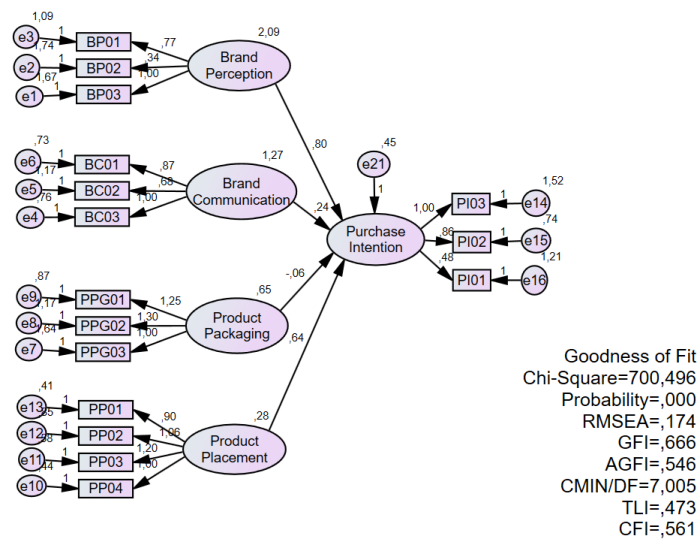 1,09
e3 1 BP01 ,77
1,74
e2 1 BP02 ,34
1,67
e1 1 BP03 1,00
2,09
Brand
Perception
,80
,73
e6 1 BC01 ,87
1,17
e5 1 BC02 ,68
,76
e4 1 BC03 1,00
1,27
Brand
Communication
,24
,45
e21
1
Purchase
Intention
1,00 PI03 1 e14 1,52
,86 PI02 1 e15 ,74
,48 PI01 1 e16 1,21
,87
e9 1 PPG01 1,25
1,17
e8 1 PPG02 1,30
1,64
e7 1 PPG03 1,00
,65
Product
Packaging
-,06
,64
,41
e13 1 PP01 ,90
e12 1 PP02 1,06
e11 1 PP03 1,20
,44
e10 1 PP04 1,00
,28
Product
Placement
Goodness of Fit
Chi-Square=700,496
Probability=,000
RMSEA=,174
GFI=,666
AGFI=,546
CMIN/DF=7,005
TLI=,473
CFI=,561